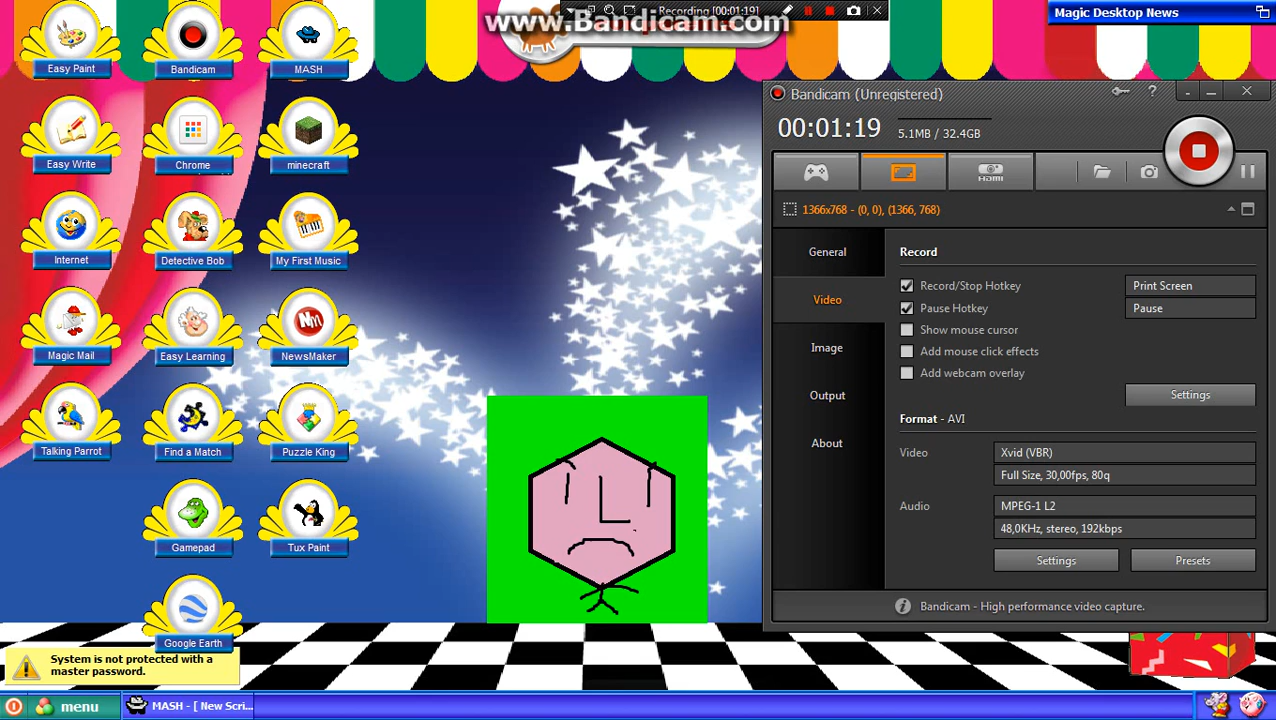 Recording [00:01:19]
www.Bandicam.com
Magic Desktop News
Easy Paint
Bandicam
MASH
Easy Write
Chrome
minecraft
Internet
Detective Bob
My First Music
Magic Mail
Easy Learning
NewsMaker
Nm
Talking Parrot
Find a Match
Puzzle King
Gamepad
Tux Paint
Google Earth
System is not protected with a
master password.
Bandicam (Unregistered)
?
00:01:19
5.1MB / 32.4GB
HDMI
1366x768 - (0, 0), (1366, 768)
General
Video
Image
Output
About
Record
Record/Stop Hotkey
Print Screen
Pause Hotkey
Pause
Show mouse cursor
Add mouse click effects
Add webcam overlay
Settings
Format - AVI
Video
Xvid (VBR)
Full Size, 30,00fps, 80q
Audio
MPEG-1 L2
48,0KHz, stereo, 192kbps
Settings
Presets
Bandicam - High performance video capture.
menu
MASH - [ New Scri...